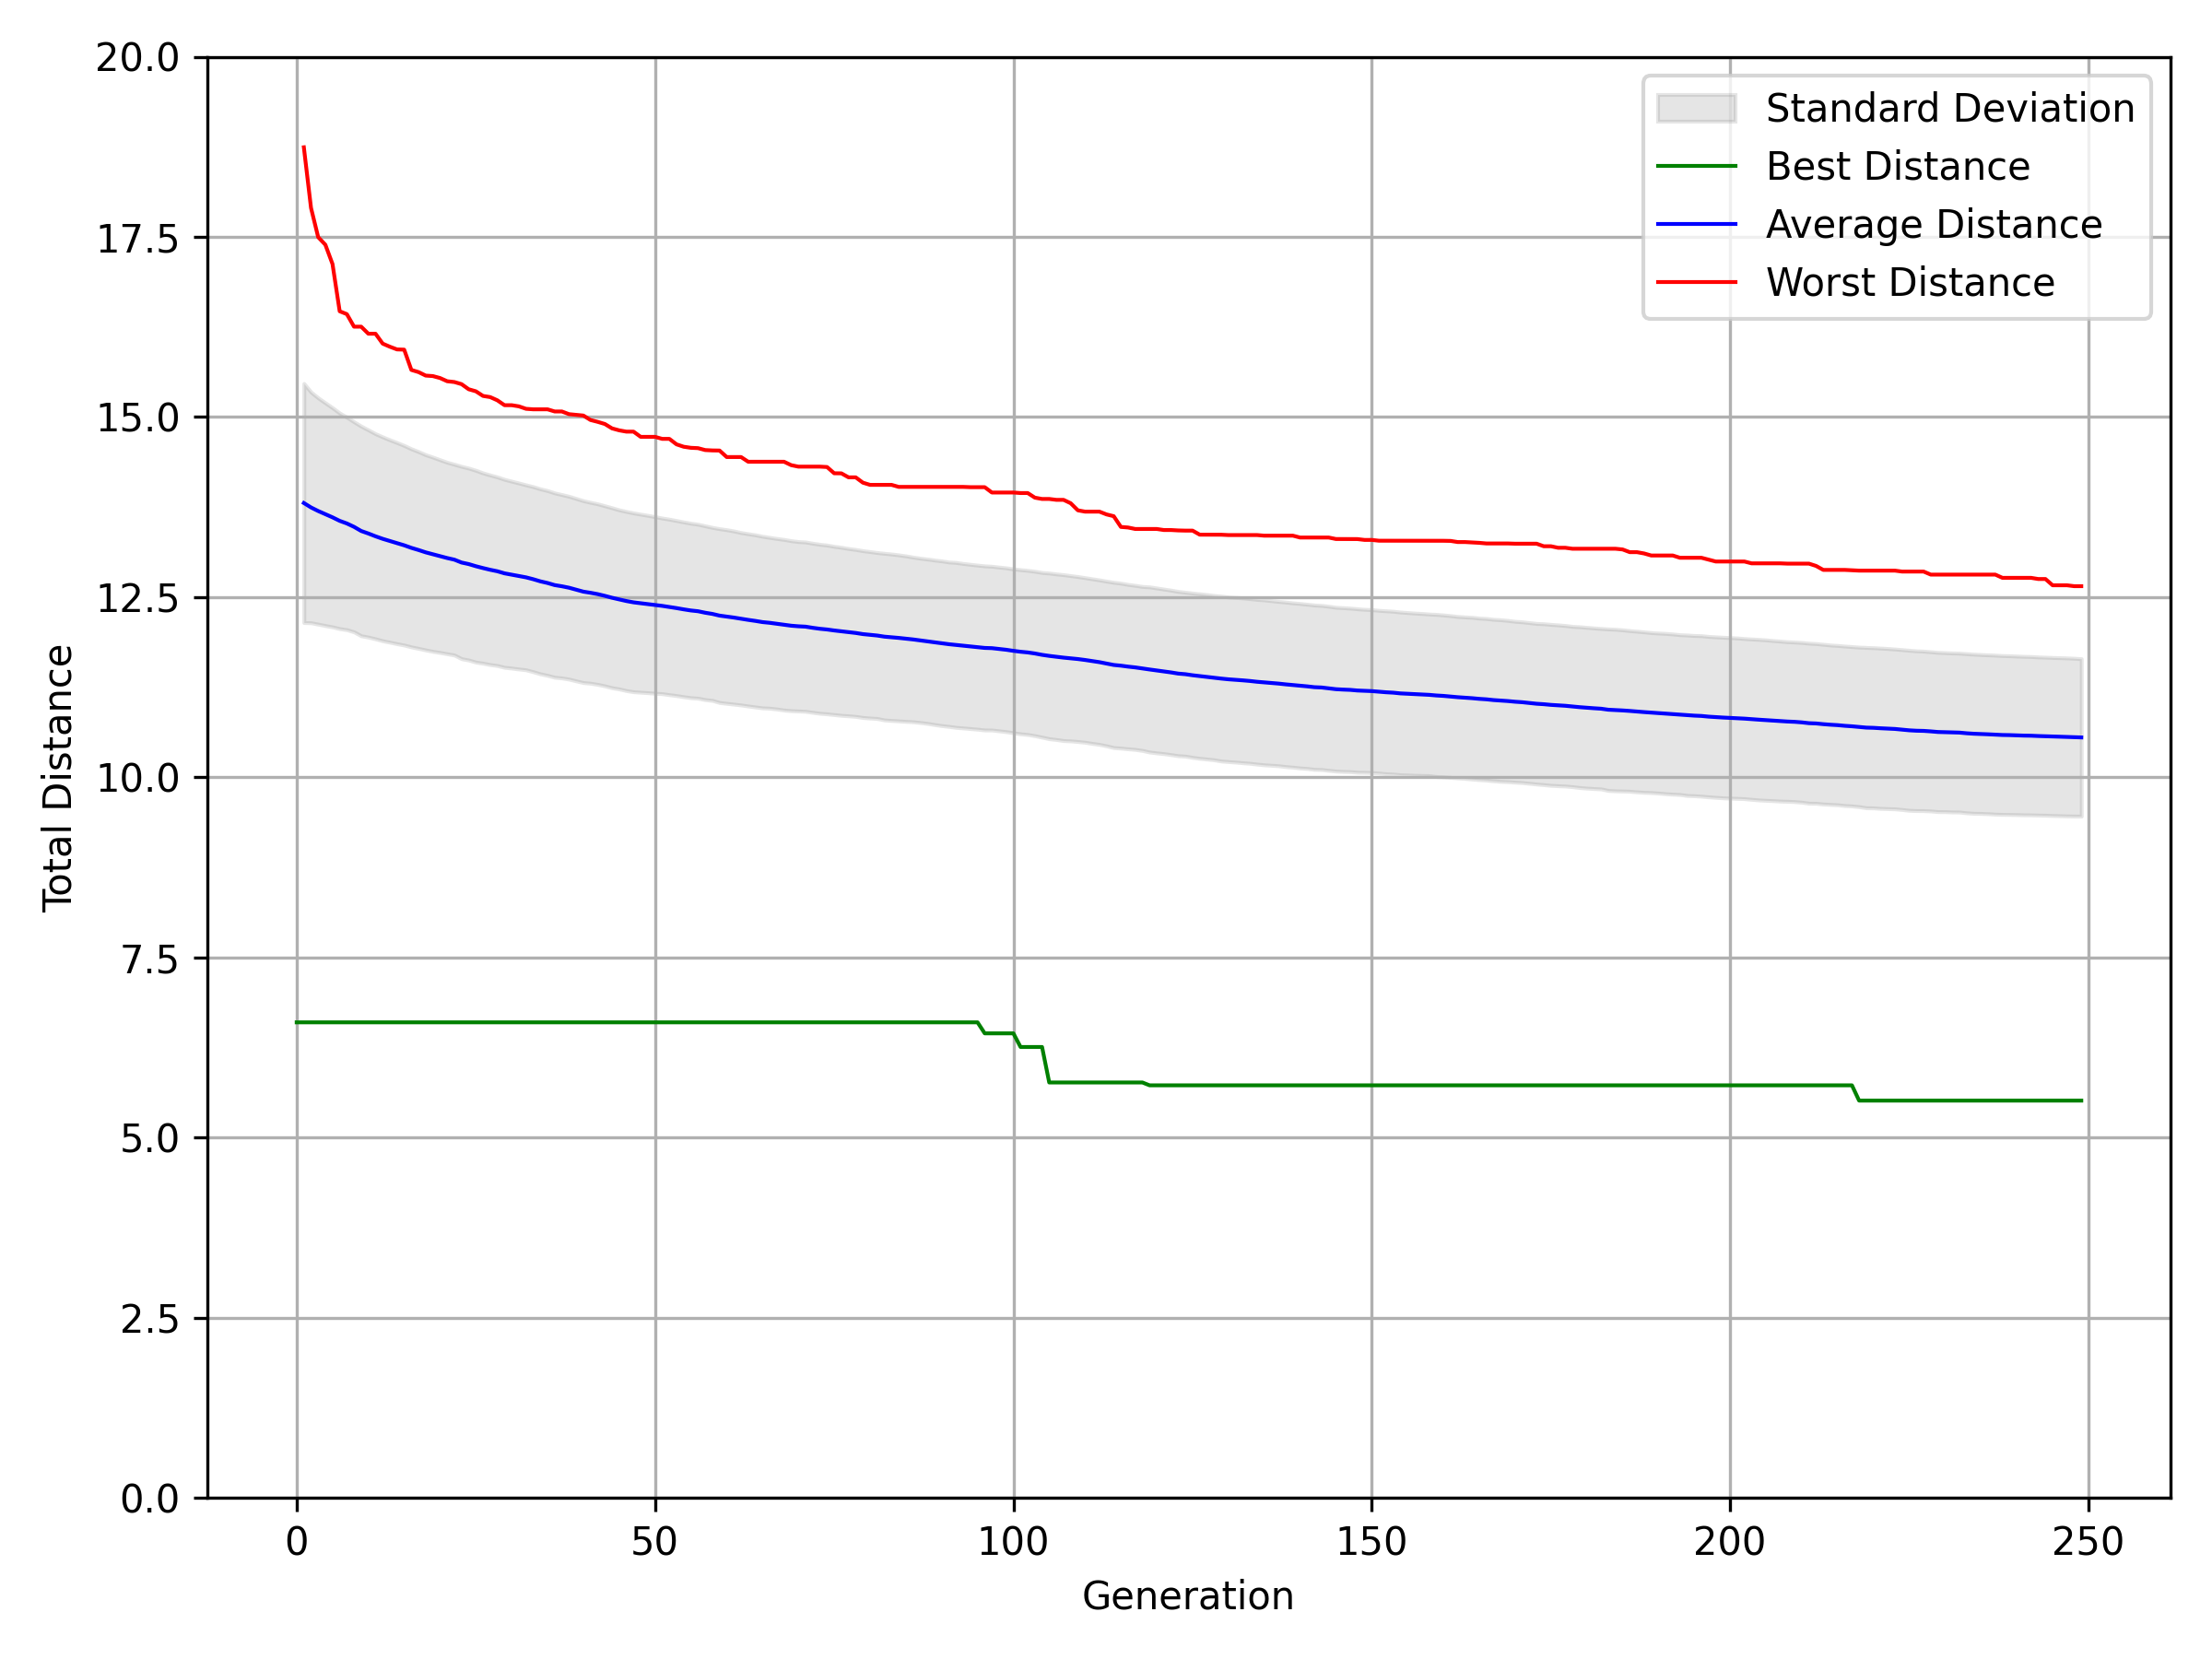 20.0
17.5
15.0
12.5
10.0
7.5
5.0
2.5
0.0
Total Distance
Standard Deviation
Best Distance
Average Distance
Worst Distance
0 50 100 150 200 250
Generation